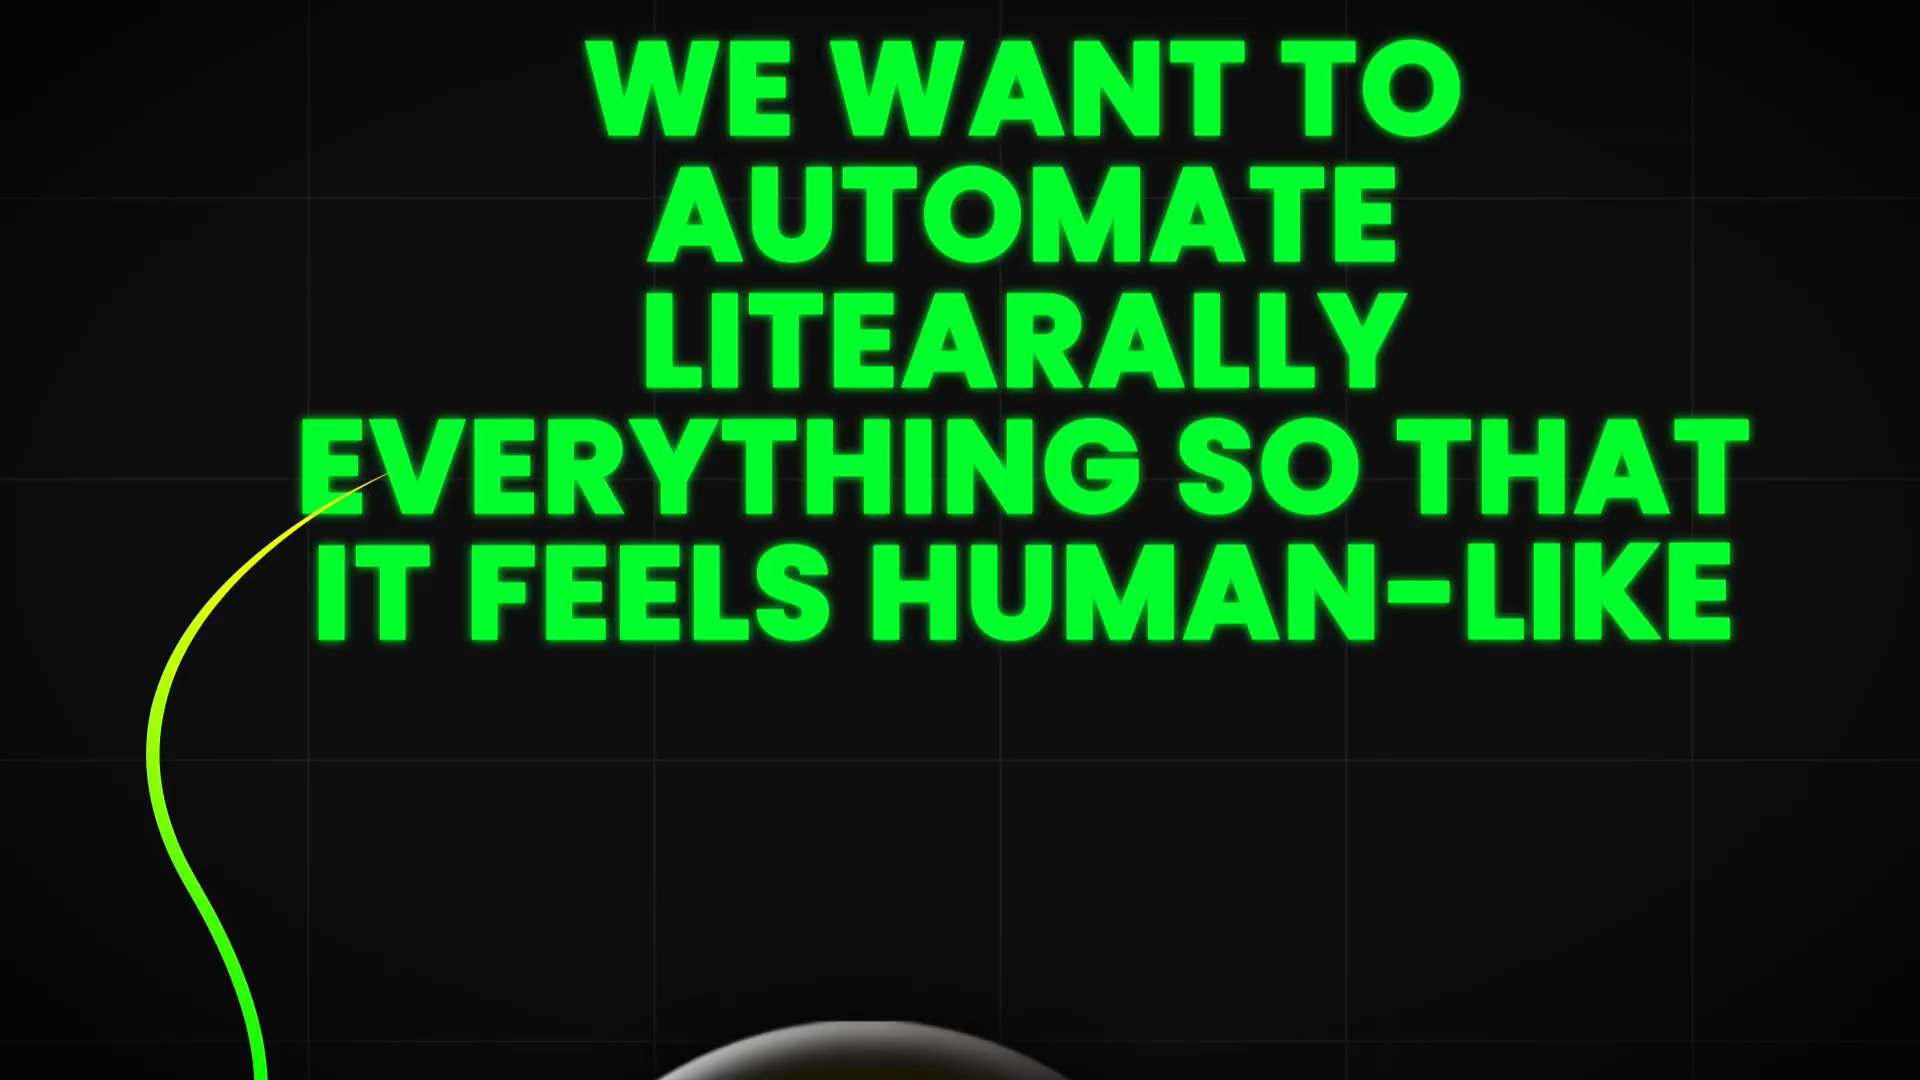 WE WANT TO
AUTOMATE
LITEARALLY
EVERYTHING SO THAT
IT FEELS HUMAN-LIKE